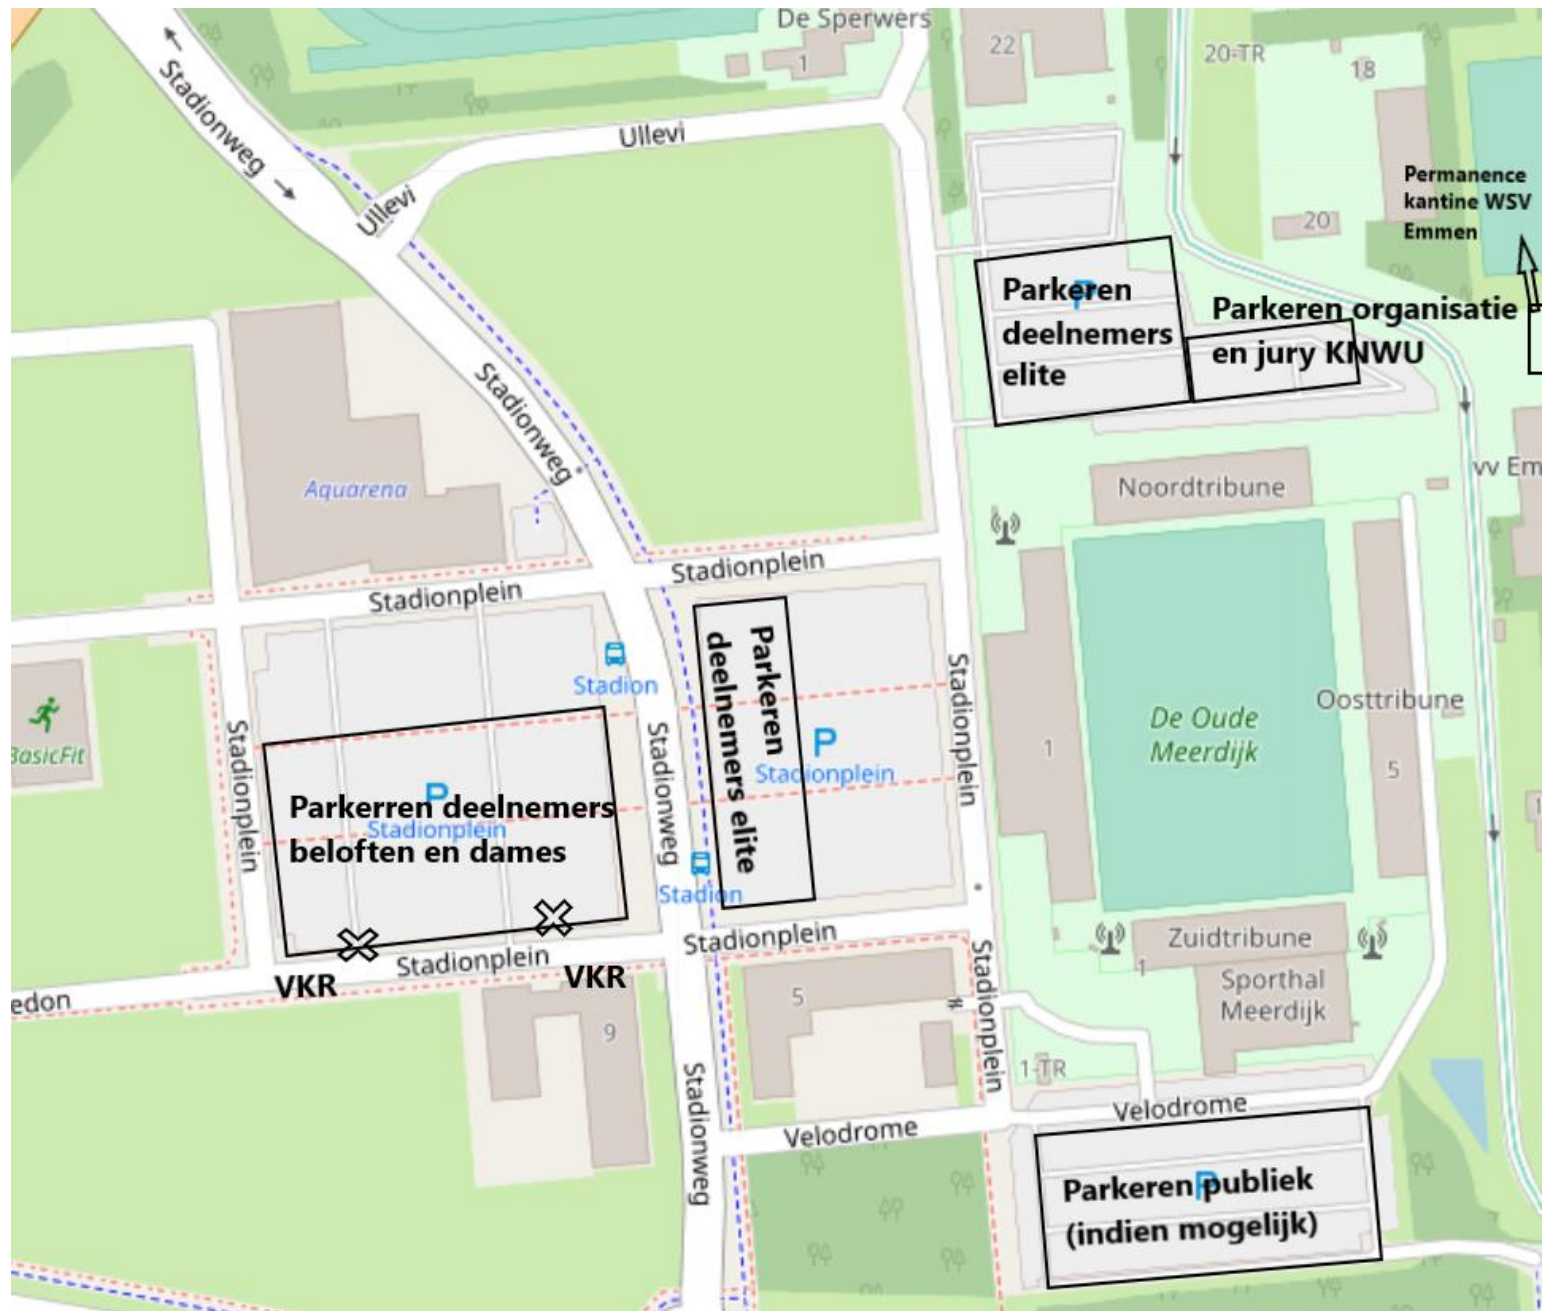 De Sperwers
1
22
20-TR
18
Stadionweg
Ullevi
Ullevi
Permanence
kantine WSV
Emmen
20
Parkeren
deelnemers
elite
P
Parkeren organisatie
en jury KNWU
Stadionweg
Aquarena
Noordtribune
vv Em
Stadionplein
Stadionplein
Parkeren
deelnemers elite
Stadion
Stadionplein
Oosttribune
De Oude
Meerdijk
1
5
BasicFit
Stadionplein
Stadionweg
P
Stadionplein
P
Parkerren deelnemers
Stadionplein
beloften en dames
Stadion
1
VKR
Stadionplein
VKR
Stadionplein
Zuidtribune
1
Sporthal
Meerdijk
edon
9
5
Stadionplein
1-TR
Stadionweg
Velodrome
Velodrome
P
Parkeren publiek
(indien mogelijk)